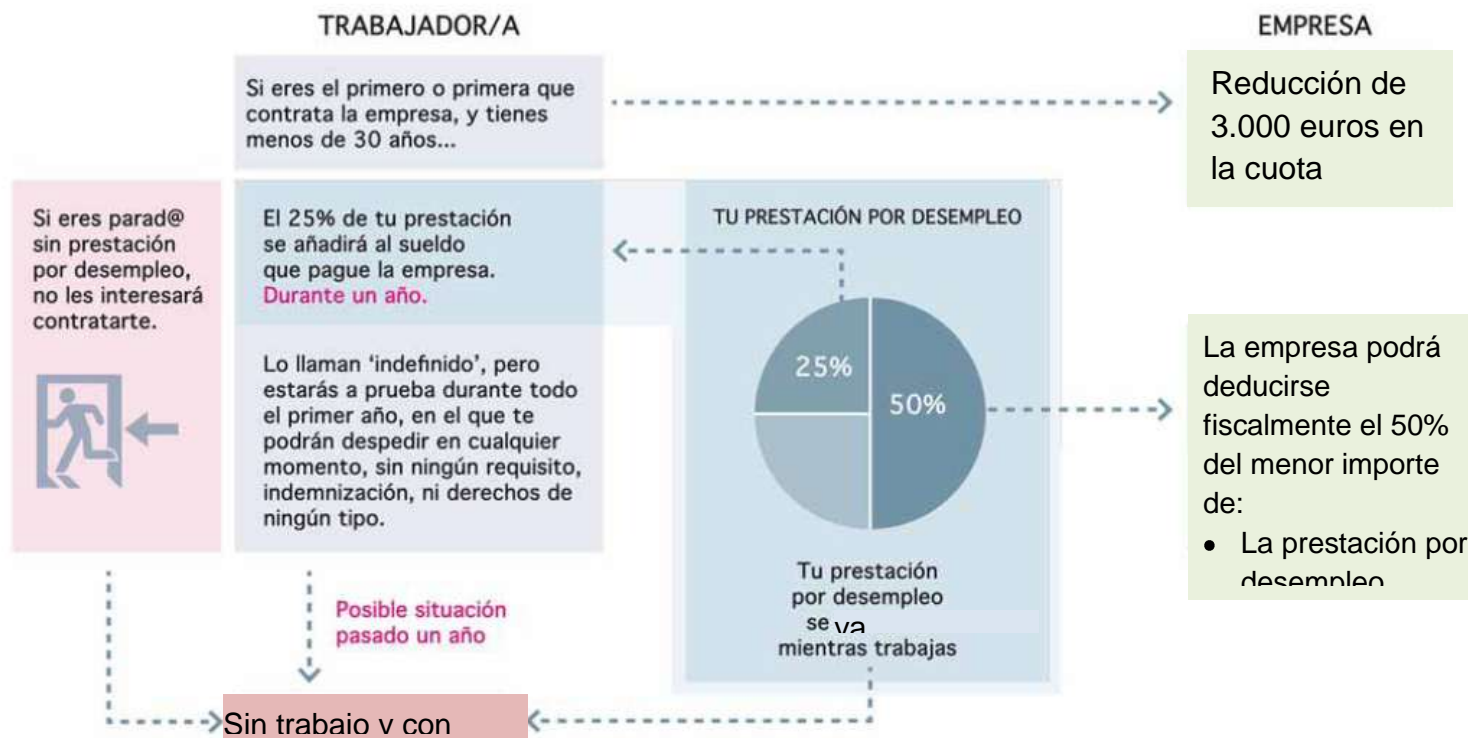 TRABAJADOR/A
EMPRESA
Si eres el primero o primera que
contrata la empresa, y tienes
menos de 30 años...
Reducción de
3.000 euros en
la cuota
Si eres parad@
sin prestación
por desempleo,
no les interesará
contratarte.
El 25% de tu prestación
se añadirá al sueldo
que pague la empresa.
Durante un año.
Lo llaman ‘indefinido’, pero
estarás a prueba durante todo
el primer año, en el que te
podrán despedir en cualquier
momento, sin ningún requisito,
indemnización, ni derechos de
ningún tipo.
TU PRESTACIÓN POR DESEMPLEO
25%
50%
Tu prestación
por desempleo
se va
mientras trabajas
La empresa podrá
deducirse
fiscalmente el 50%
del menor importe
de:
• La prestación por
desempleo
Posible situación
pasado un año
Sin trabajo y con